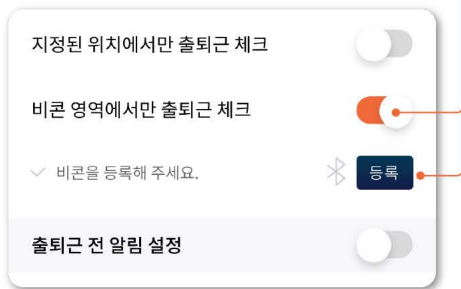 지정된 위치에서만 출퇴근 체크
비콘 영역에서만 출퇴근 체크
비콘을 등록해 주세요.
등록
출퇴근 전 알림 설정